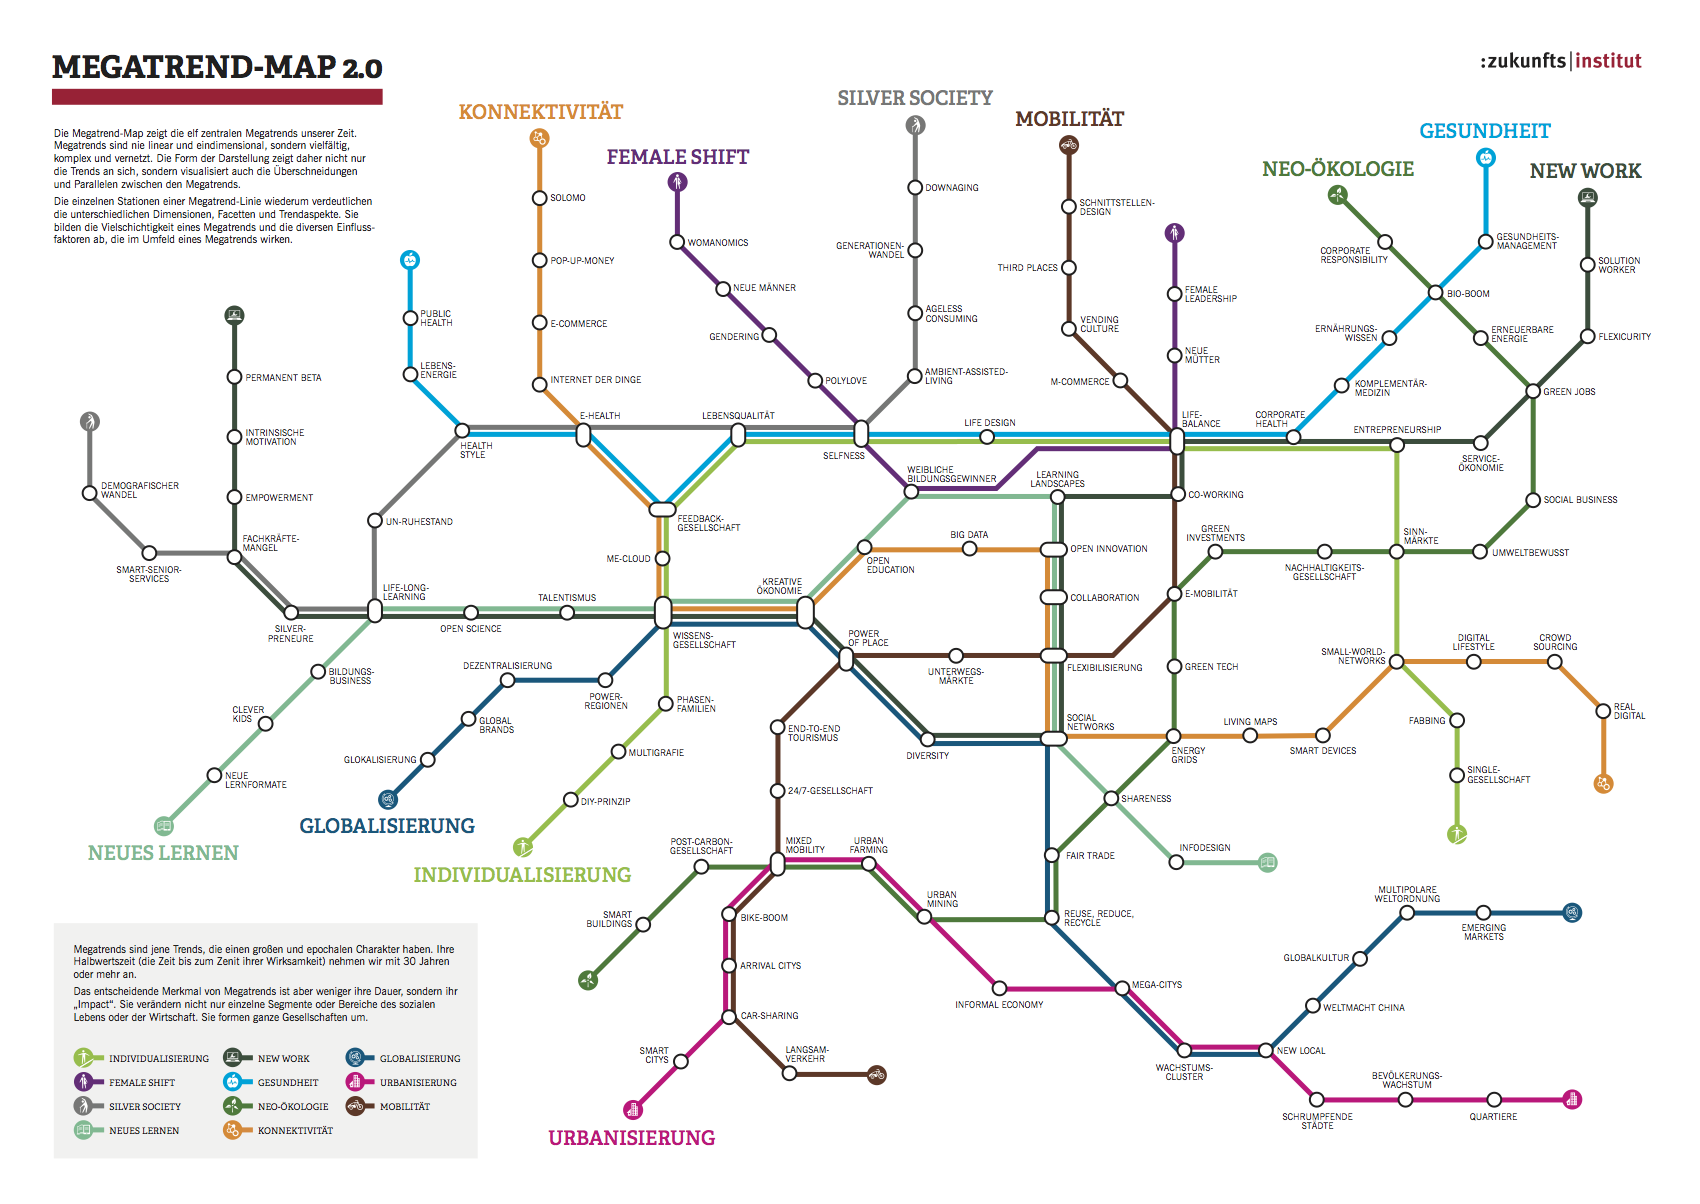 MEGATREND-MAP 2.0
:zukunfts|institut
Die Megatrend-Map zeigt die elf zentralen Megatrends unserer Zeit.
Megatrends sind nie linear und eindimensional, sondern vielfältig,
komplex und vernetzt. Die Form der Darstellung zeigt daher nicht nur
die Trends an sich, sondern visualisiert auch die Überschneidungen
und Parallelen zwischen den Megatrends.
Die einzelnen Stationen einer Megatrend-Linie wiederum verdeutlichen
die unterschiedlichen Dimensionen, Facetten und Trendaspekte. Sie
bilden die Vielschichtigkeit eines Megatrends und die diversen Einfluss-
faktoren ab, die im Umfeld eines Megatrends wirken.
KONNEKTIVITÄT
SILVER SOCIETY
MOBILITÄT
GESUNDHEIT
FEMALE SHIFT
NEO-ÖKOLOGIE
NEW WORK
SOLOMO
POP-UP-MONEY
E-COMMERCE
INTERNET DER DINGE
WOMANOMICS
NEUE MÄNNER
GENDERING
POLYLOVE
DOWNAGING
GENERATIONEN-
WANDEL
AGELESS
CONSUMING
AMBIENT-ASSISTED-
LIVING
SCHNITTSTELLEN-
DESIGN
THIRD PLACES
VENDING
CULTURE
M-COMMERCE
FEMALE
LEADERSHIP
NEUE
MÜTTER
CORPORATE
RESPONSIBILITY
GESUNDHEITS-
MANAGEMENT
SOLUTION
WORKER
BIO-BOOM
ERNÄHRUNGS-
WISSEN
ERNEUERBARE
ENERGIE
FLEXICURITY
KOMPLEMENTÄR-
MEDIZIN
GREEN JOBS
PUBLIC
HEALTH
LEBENS-
ENERGIE
PERMANENT BETA
INTRINSISCHE
MOTIVATION
EMPOWERMENT
FACHKRÄFTE-
MANGEL
DEMOGRAFISCHER
WANDEL
SMART-SENIOR-
SERVICES
SILVER-
PRENEURE
UN-RUHESTAND
LIFE-LONG-
LEARNING
HEALTH
STYLE
E-HEALTH
LEBENSQUALITÄT
SELFNESS
LIFE DESIGN
LIFE-
BALANCE
CORPORATE
HEALTH
ENTREPRENEURSHIP
SERVICE-
ÖKONOMIE
FEEDBACK-
GESELLSCHAFT
ME-CLOUD
WEIBLICHE
BILDUNGSGEWINNER
LEARNING
LANDSCAPES
CO-WORKING
SOCIAL BUSINESS
OPEN
EDUCATION
BIG DATA
OPEN INNOVATION
GREEN
INVESTMENTS
NACHHALTIGKEITS-
GESELLSCHAFT
SINN-
MÄRKTE
UMWELTBEWUSST
OPEN SCIENCE
TALENTISMUS
WISSENS-
GESELLSCHAFT
KREATIVE
ÖKONOMIE
COLLABORATION
E-MOBILITÄT
POWER
OF PLACE
UNTERWEGS-
MÄRKTE
FLEXIBILISIERUNG
GREEN TECH
SMALL-WORLD-
NETWORKS
DIGITAL
LIFESTYLE
CROWD
SOURCING
REAL
DIGITAL
BILDUNGS-
BUSINESS
CLEVER
KIDS
NEUE
LERNFORMATE
NEUES LERNEN
DEZENTRALISIERUNG
POWER-
REGIONEN
GLOBAL
BRANDS
GLOKALISIERUNG
GLOBALISIERUNG
PHASEN-
FAMILIEN
MULTIGRAFIE
DIY-PRINZIP
INDIVIDUALISIERUNG
END-TO-END
TOURISMUS
24/7-GESELLSCHAFT
DIVERSITY
SOCIAL
NETWORKS
ENERGY
GRIDS
LIVING MAPS
SMART DEVICES
FABBING
SINGLE-
GESELLSCHAFT
SHARENESS
FAIR TRADE
INFODESIGN
POST-CARBON-
GESELLSCHAFT
MIXED
MOBILITY
URBAN
FARMING
URBAN
MINING
REUSE, REDUCE,
RECYCLE
SMART
BUILDINGS
BIKE-BOOM
ARRIVAL CITYS
CAR-SHARING
SMART
CITYS
LANGSAM-
VERKEHR
URBANISIERUNG
INFORMAL ECONOMY
MEGA-CITYS
WACHSTUMS-
CLUSTER
NEW LOCAL
WELTMACHT CHINA
GLOBALKULTUR
MULTIPOLARE
WELTORDNUNG
EMERGING
MARKETS
SCHRUMPFENDE
STÄDTE
BEVÖLKERUNGS-
WACHSTUM
QUARTIERE
Megatrends sind jene Trends, die einen großen und epochalen Charakter haben. Ihre
Halbwertszeit (die Zeit bis zum Zenit ihrer Wirksamkeit) nehmen wir mit 30 Jahren
oder mehr an.
Das entscheidende Merkmal von Megatrends ist aber weniger ihre Dauer, sondern ihr
„Impact“. Sie verändern nicht nur einzelne Segmente oder Bereiche des sozialen
Lebens oder der Wirtschaft. Sie formen ganze Gesellschaften um.
INDIVIDUALISIERUNG
NEW WORK
GLOBALISIERUNG
FEMALE SHIFT
GESUNDHEIT
URBANISIERUNG
SILVER SOCIETY
NEO-ÖKOLOGIE
MOBILITÄT
NEUES LERNEN
KONNEKTIVITÄT